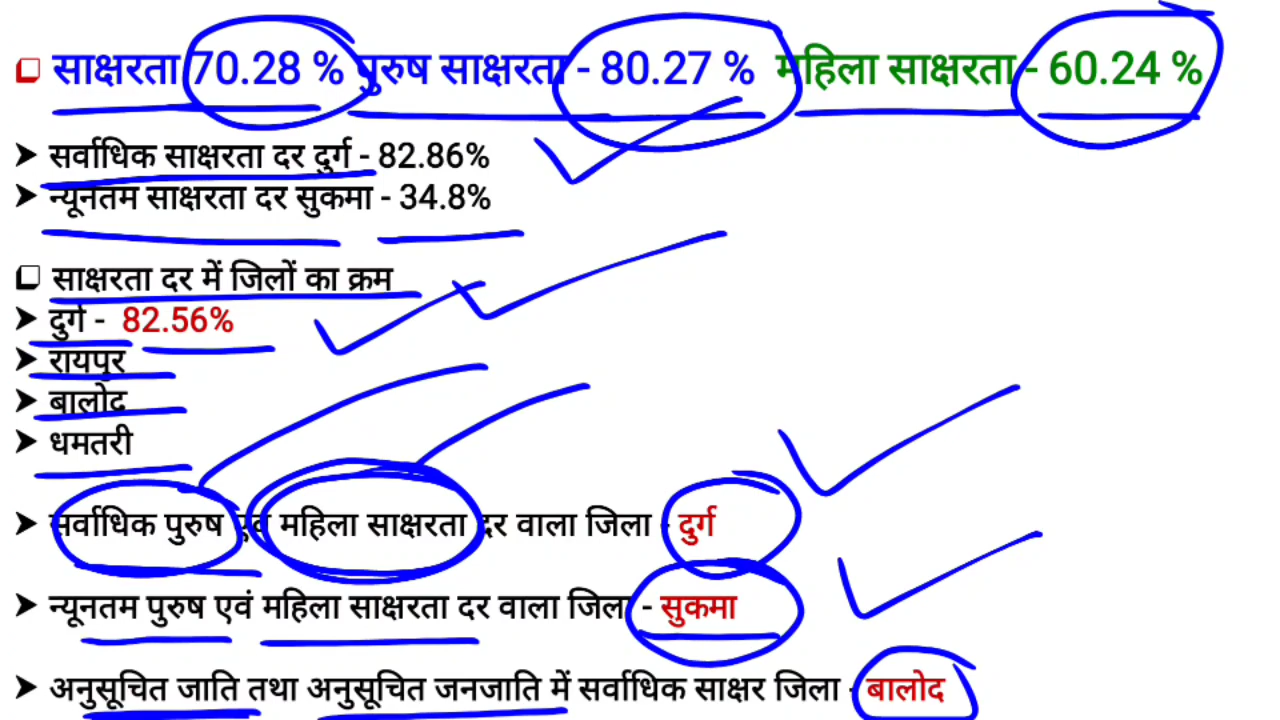 साक्षरता 70.28 % पुरुष साक्षरता - 80.27 % महिला साक्षरता - 60.24 %
सर्वाधिक साक्षरता दर दुर्ग - 82.86%
न्यूनतम साक्षरता दर सुकमा - 34.8%
साक्षरता दर में जिलों का क्रम
दुर्ग - 82.56%
रायपुर
बालोद
धमतरी
सर्वाधिक पुरुष एवं महिला साक्षरता दर वाला जिला - दुर्ग
न्यूनतम पुरुष एवं महिला साक्षरता दर वाला जिला - सुकमा
अनुसूचित जाति तथा अनुसूचित जनजाति में सर्वाधिक साक्षर जिला - बालोद